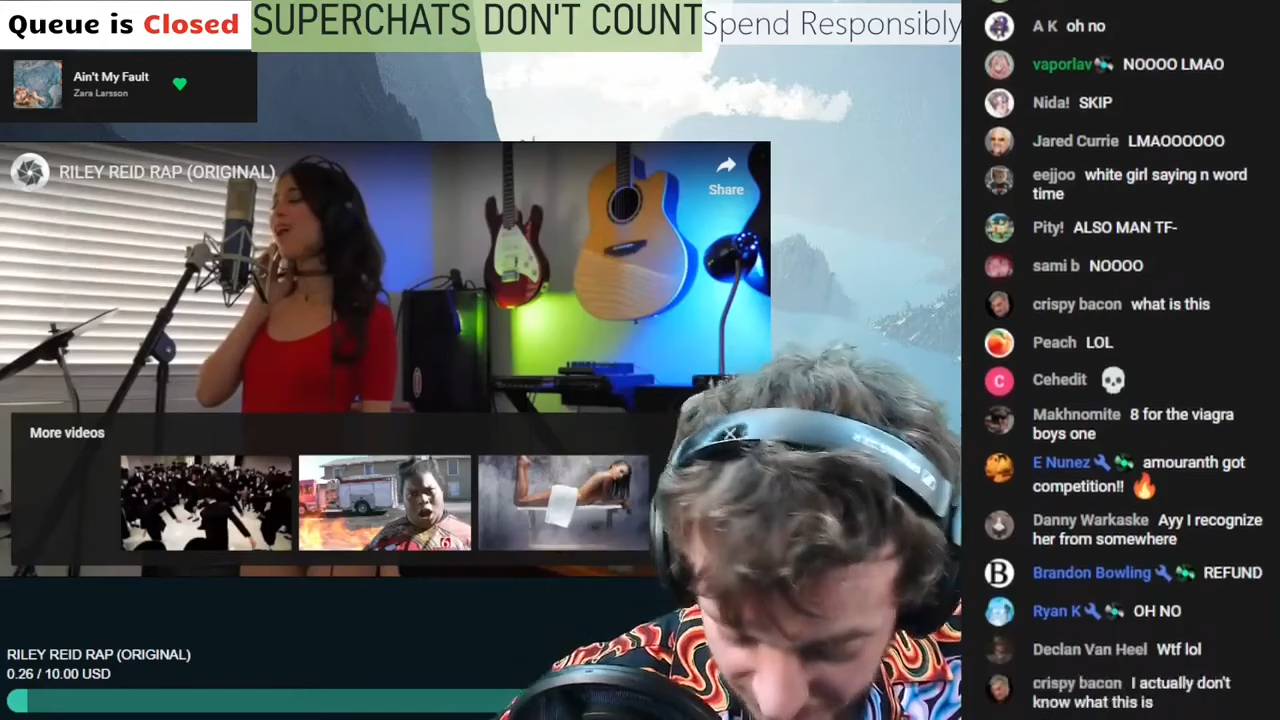 Queue is Closed
SUPERCHATS DON'T COUNT
Spend Responsibly
Ain't My Fault
Zara Larsson
RILEY REID RAP (ORIGINAL)
Share
More videos
RILEY REID RAP (ORIGINAL)
0.26 / 10.00 USD
A K oh no
vaporlav NOOOO LMAO
Nida! SKIP
Jared Currie LMAOOOOOO
eejjoo white girl saying n word
time
Pity! ALSO MAN TF-
sami b NOOOO
crispy bacon what is this
Peach LOL
C Cehedit 💀
Makhnomite 8 for the viagra
boys one
E Nunez amouranth got
competition!! 🔥
Danny Warkaske Ayy I recognize
her from somewhere
B Brandon Bowling REFUND
Ryan K OH NO
Declan Van Heel Wtf lol
crispy bacon I actually don't
know what this is